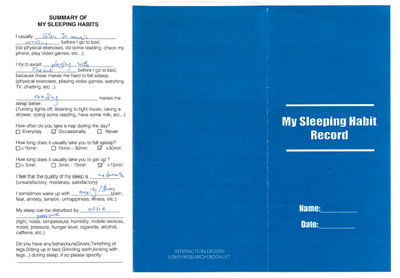 SUMMARY OF
MY SLEEPING HABITS
I usually listen to music
reading before I go to bed.
(do physical exercises, do some reading, check my
phone, play video games, etc...)
I try to avoid playing with
Phone before I go to bed,
because these makes me hard to fall asleep.
(physical exercises, playing video games, watching
TV, chatting, etc...)
reading makes me
sleep better.
(Turning lights off, listening to light music, taking a
shower, doing some reading, have some milk, etc...)
How often do you take a nap during the day?
Everyday Occasionally Never
How long does it usually take you to fall asleep?
<15min 15min - 30min >30min
How long does it usually take you to get up ?
< 5min 5min - 15min >15min
I feel that the quality of my sleep is
(unsatisfactory, moderate, satisfactory)
I sometimes wake up with (pain,
fear, anxiety, tension, unhappiness, illness, etc...)
My sleep can be disturbed by noise
pressure
(light, noise, temperature, humidity, mobile devices,
mood, pressure, hunger level, cigarette, alcohol,
caffeine, etc.)
Do you have any behaviours(Snore,Twitching of
legs,Sitting up in bed,Grinding teeth,kicking with
legs...) during sleep, if so please specify:
My Sleeping Habit
Record
Name:
Date:
INTERACTION DESIGN
USER RESEARCH BOOKLET